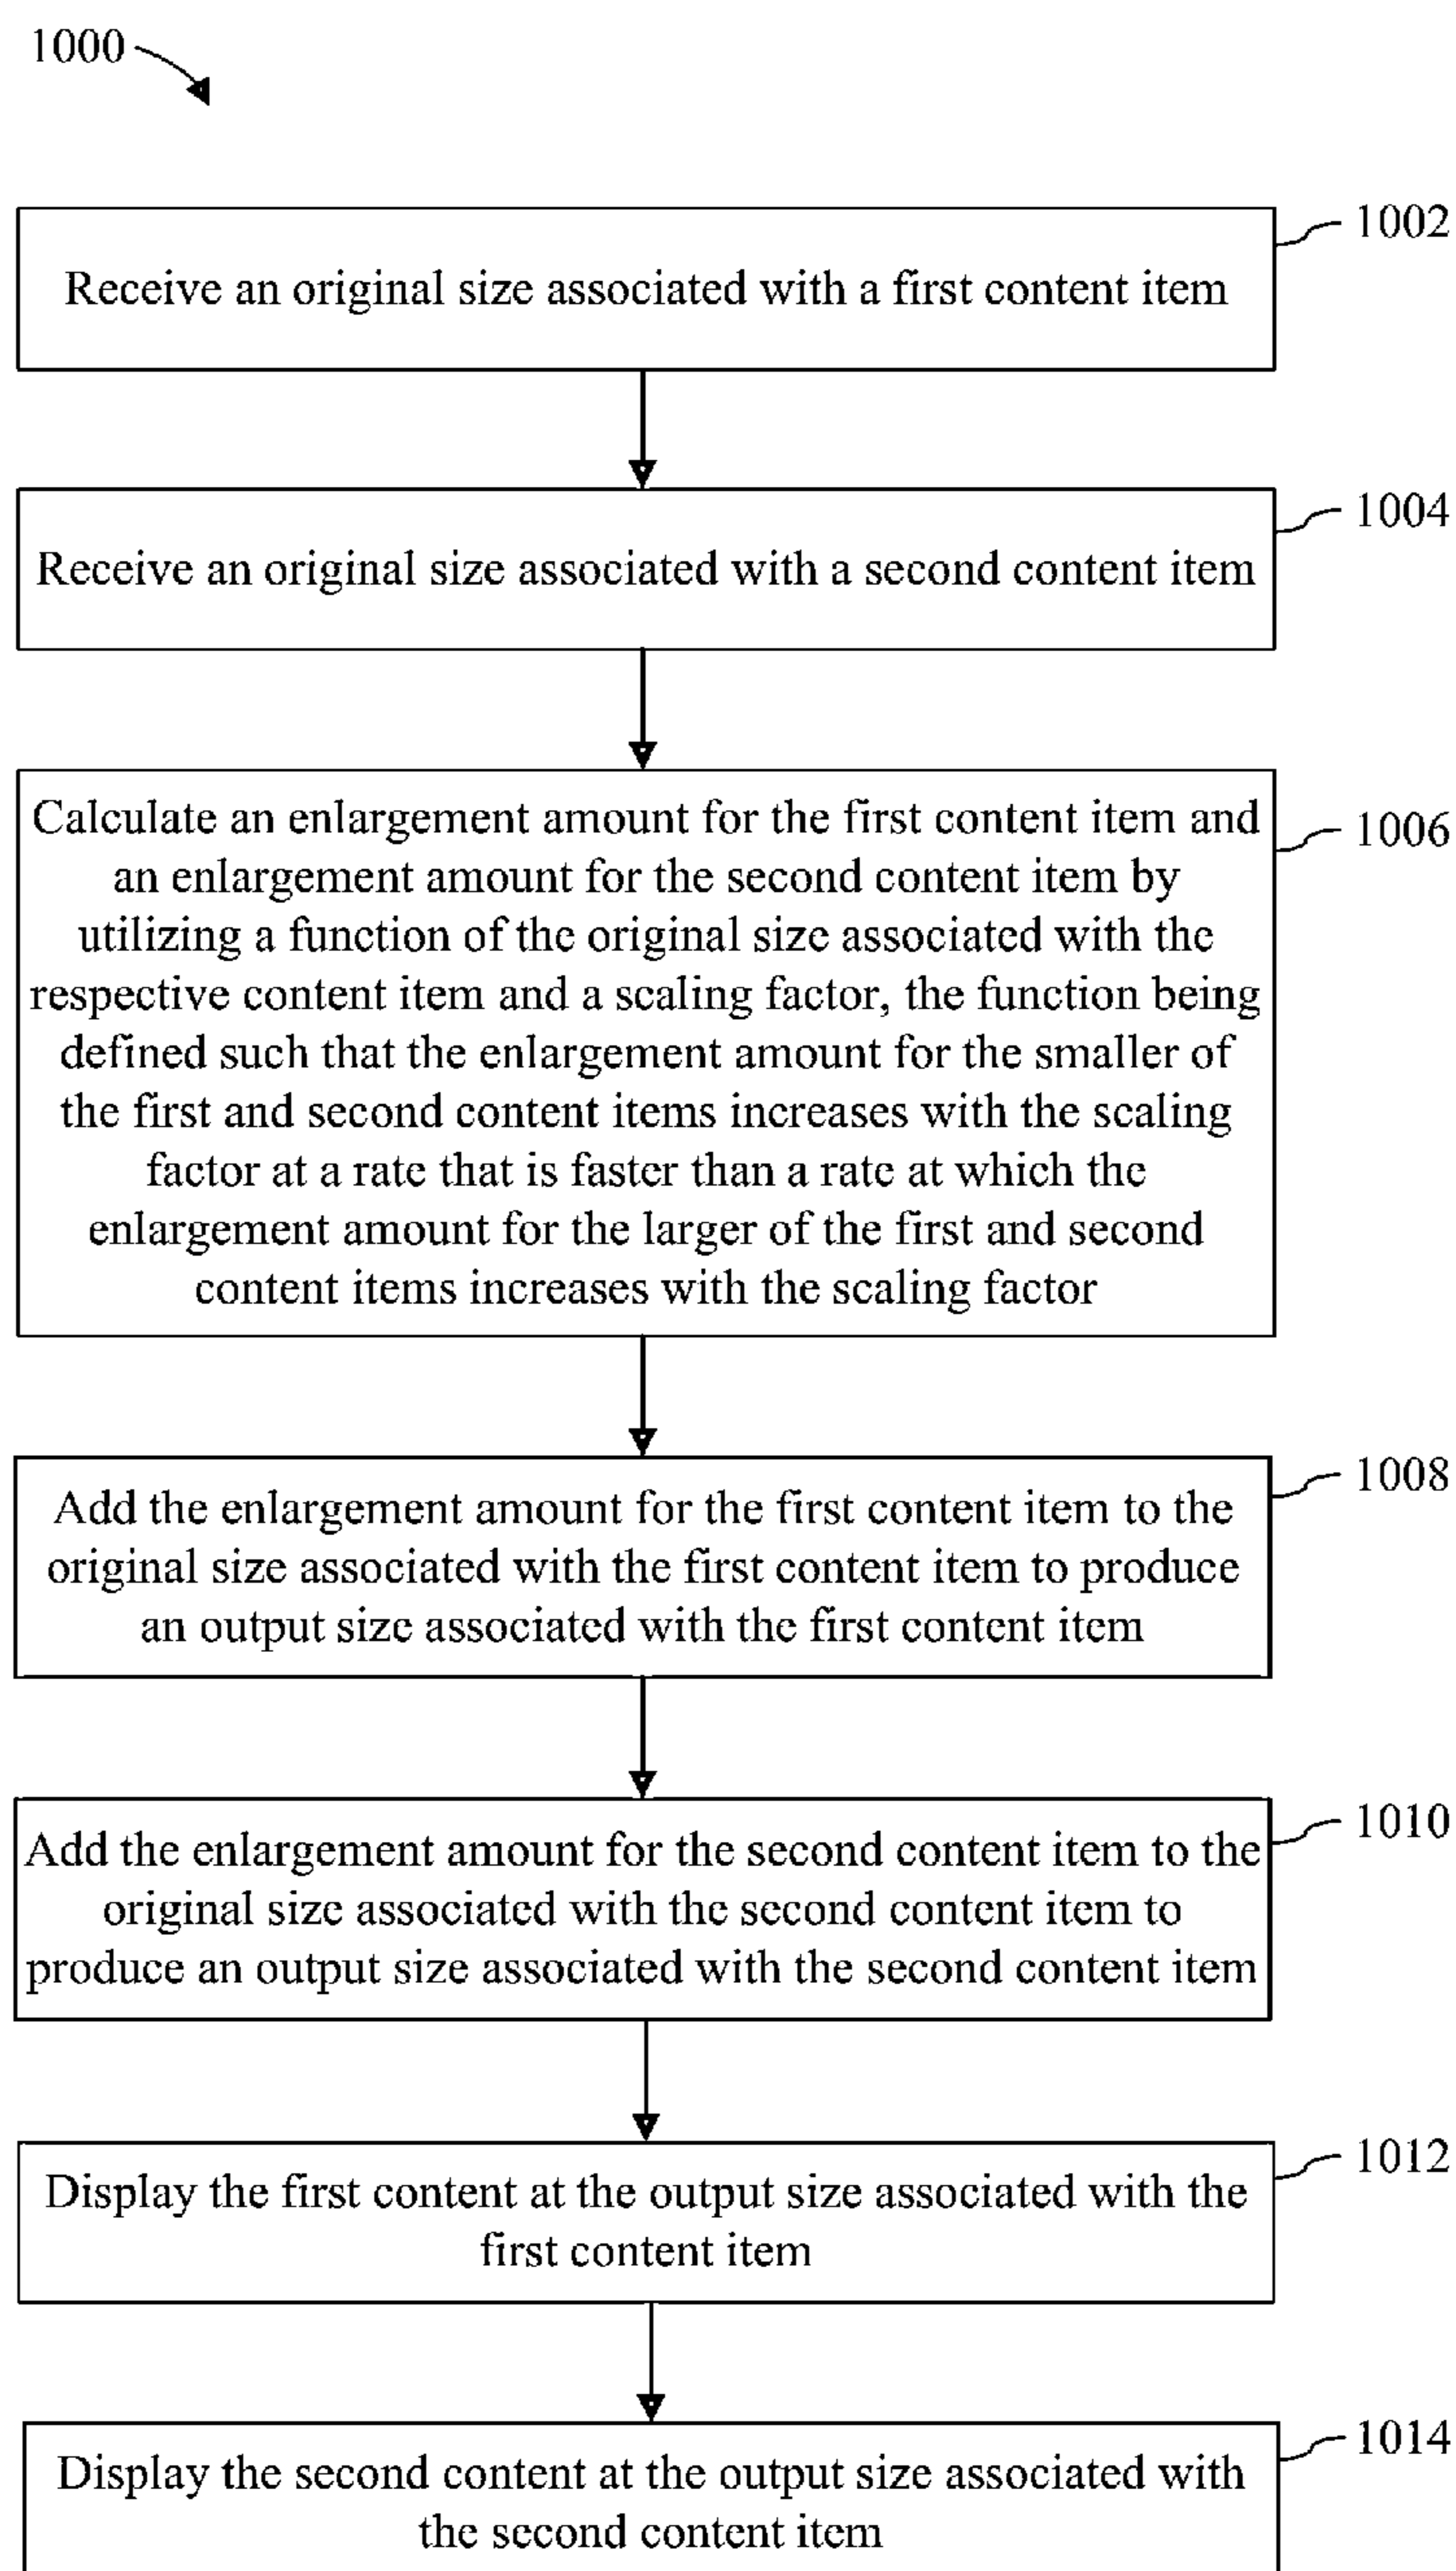 1000
1002
Receive an original size associated with a first content item
1004
Receive an original size associated with a second content item
1006
Calculate an enlargement amount for the first content item and
an enlargement amount for the second content item by
utilizing a function of the original size associated with the
respective content item and a scaling factor, the function being
defined such that the enlargement amount for the smaller of
the first and second content items increases with the scaling
factor at a rate that is faster than a rate at which the
enlargement amount for the larger of the first and second
content items increases with the scaling factor
1008
Add the enlargement amount for the first content item to the
original size associated with the first content item to produce
an output size associated with the first content item
1010
Add the enlargement amount for the second content item to the
original size associated with the second content item to
produce an output size associated with the second content item
1012
Display the first content at the output size associated with the
first content item
1014
Display the second content at the output size associated with
the second content item